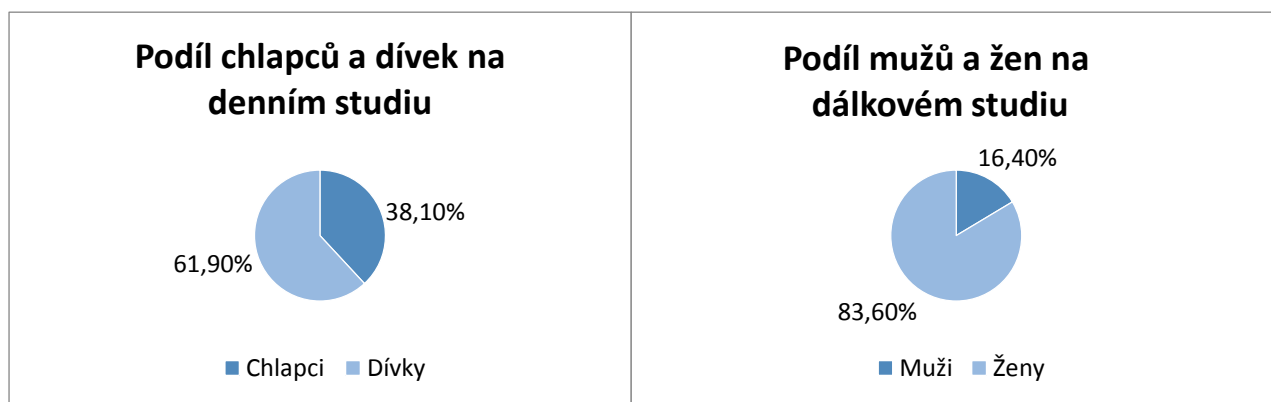 Podíl chlapců a dívek na
denním studiu
38,10%
61,90%
Chlapci
Dívky
Podíl mužů a žen na
dálkovém studiu
16,40%
83,60%
Muži
Ženy